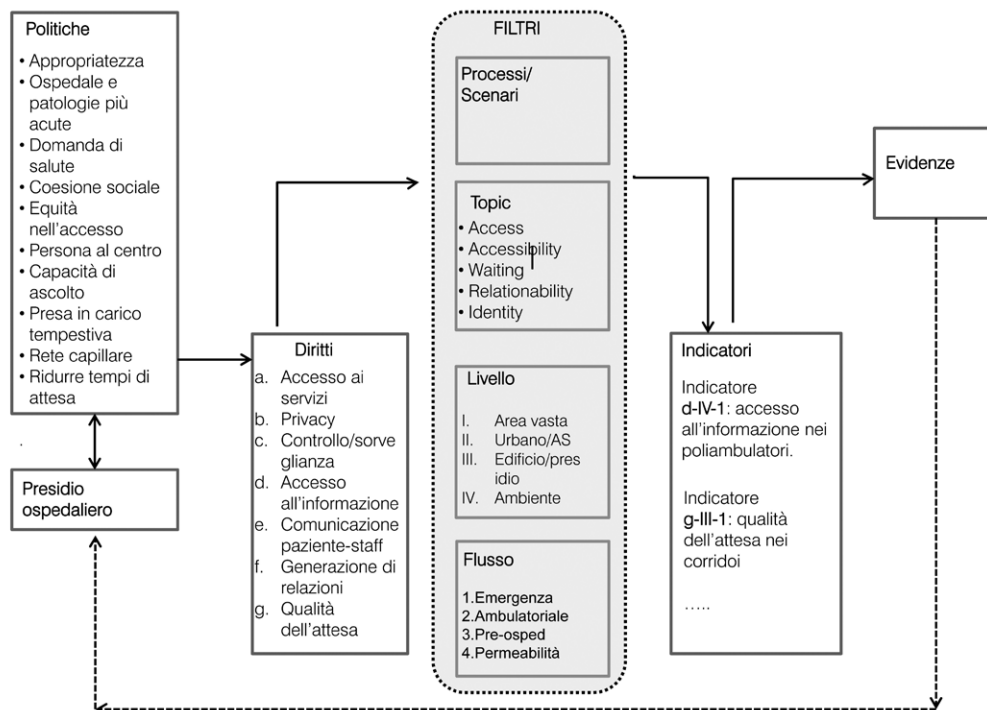 Politiche
• Appropriatezza
• Ospedale e
patologie più
acute
• Domanda di
salute
• Coesione sociale
• Equità
nell'accesso
• Persona al centro
• Capacità di
ascolto
• Presa in carico
tempestiva
• Rete capillare
• Ridurre tempi di
attesa
Presidio
ospedaliero
Diritti
a. Accesso ai
servizi
b. Privacy
c. Controllo/sorve
glianza
d. Accesso
all'informazione
e. Comunicazione
paziente-staff
f. Generazione di
relazioni
g. Qualità
dell'attesa
FILTRI
Processi/
Scenari
Topic
• Access
• Accessibility
• Waiting
• Relationability
• Identity
Livello
I. Area vasta
II. Urbano/AS
III. Edificio/pres
idio
IV. Ambiente
Flusso
1.Emergenza
2.Ambulatoriale
3.Pre-osped
4.Permeabilità
Indicatori
Indicatore
d-IV-1: accesso
all'informazione nei
poliambulatori.
Indicatore
g-III-1: qualità
dell'attesa nei
corridoi
.....
Evidenze